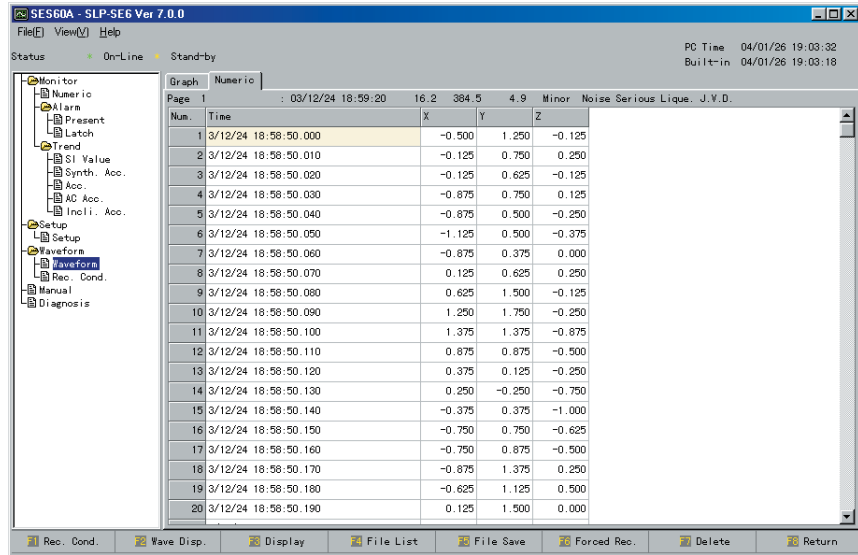 SES60A - SLP-SE6 Ver 7.0.0
File(F) View(V) Help
Status On-Line Stand-by
PC Time 04/01/26 19:03:32
Built-in 04/01/26 19:03:18
Monitor
Numeric
Alarm
Present
Latch
Trend
SI Value
Synth. Acc.
Acc.
AC Acc.
Incli. Acc.
Setup
Setup
Waveform
Waveform
Rec. Cond.
Manual
Diagnosis
Graph Numeric
Page 1 : 03/12/24 18:59:20 16.2 384.5 4.9 Minor Noise Serious Lique. J.V.D.
Num. Time X Y Z
1 3/12/24 18:58:50.000 -0.500 1.250 -0.125
2 3/12/24 18:58:50.010 -0.125 0.750 0.250
3 3/12/24 18:58:50.020 -0.125 0.625 -0.125
4 3/12/24 18:58:50.030 -0.875 0.750 0.125
5 3/12/24 18:58:50.040 -0.875 0.500 -0.250
6 3/12/24 18:58:50.050 -1.125 0.500 -0.375
7 3/12/24 18:58:50.060 -0.875 0.375 0.000
8 3/12/24 18:58:50.070 0.125 0.625 0.250
9 3/12/24 18:58:50.080 0.625 1.500 -0.125
10 3/12/24 18:58:50.090 1.250 1.750 -0.250
11 3/12/24 18:58:50.100 1.375 1.375 -0.875
12 3/12/24 18:58:50.110 0.875 0.875 -0.500
13 3/12/24 18:58:50.120 0.375 0.125 -0.250
14 3/12/24 18:58:50.130 0.250 -0.250 -0.750
15 3/12/24 18:58:50.140 -0.375 0.375 -1.000
16 3/12/24 18:58:50.150 -0.750 0.750 -0.625
17 3/12/24 18:58:50.160 -0.750 0.875 -0.500
18 3/12/24 18:58:50.170 -0.875 1.375 0.250
19 3/12/24 18:58:50.180 -0.625 1.125 0.500
20 3/12/24 18:58:50.190 0.125 1.500 0.000
F1 Rec. Cond. F2 Wave Disp. F3 Display F4 File List F5 File Save F6 Forced Rec. F7 Delete F8 Return